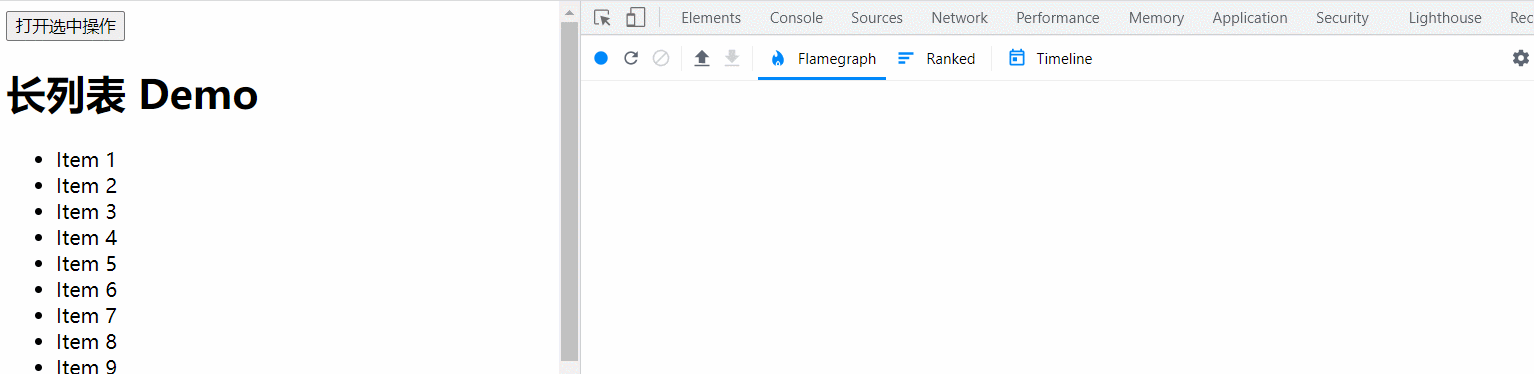 打开选中操作
长列表 Demo
Item 1
Item 2
Item 3
Item 4
Item 5
Item 6
Item 7
Item 8
Item 9
Elements Console Sources Network Performance Memory Application Security Lighthouse Rec
Flamegraph Ranked Timeline